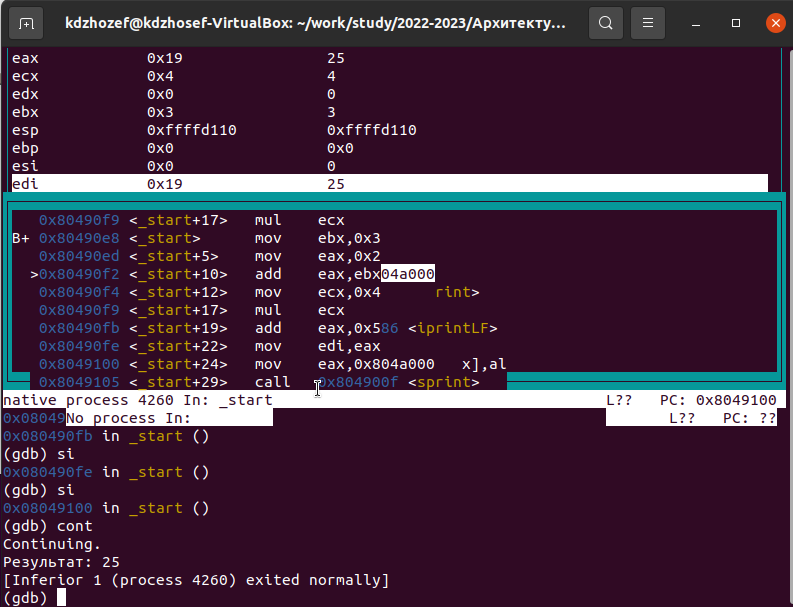 kdzhozef@kdzhosef-VirtualBox: ~/work/study/2022-2023/Архитекту...
eax 0x19 25
ecx 0x4 4
edx 0x0 0
ebx 0x3 3
esp 0xffffd110 0xffffd110
ebp 0x0 0x0
esi 0x0 0
edi 0x19 25
0x80490f9 <_start+17> mul ecx
B+ 0x80490e8 <_start> mov ebx,0x3
0x80490ed <_start+5> mov eax,0x2
>0x80490f2 <_start+10> add eax,ebx04a000
0x80490f4 <_start+12> mov ecx,0x4 rint>
0x80490f9 <_start+17> mul ecx
0x80490fb <_start+19> add eax,0x586 <iprintLF>
0x80490fe <_start+22> mov edi,eax
0x8049100 <_start+24> mov eax,0x804a000 x],al
0x8049105 <_start+29> call 0x804900f <sprint>
native process 4260 In: _start L?? PC: 0x8049100
0x08049No process In: L?? PC: ??
0x080490fb in _start ()
(gdb) si
0x080490fe in _start ()
(gdb) si
0x08049100 in _start ()
(gdb) cont
Continuing.
Результат: 25
[Inferior 1 (process 4260) exited normally]
(gdb)